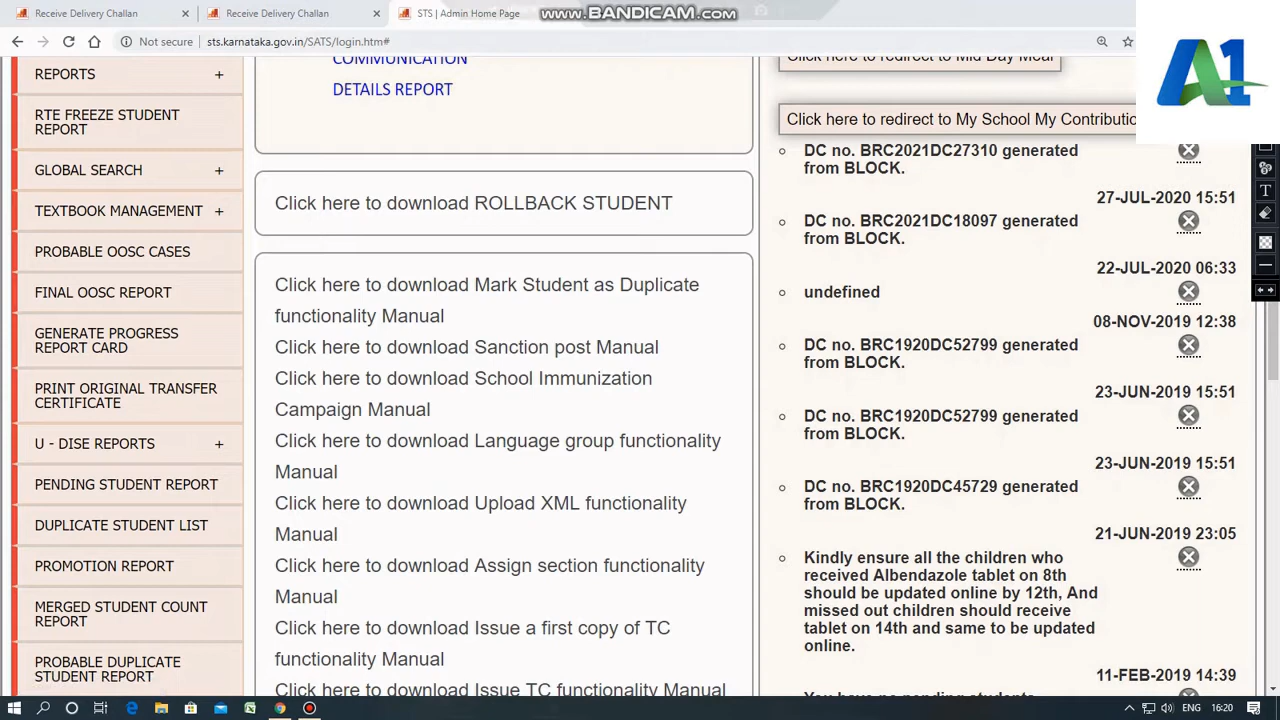 Receive Delivery Challan
Receive Delivery Challan
STS | Admin Home Page
www.BANDICAM.com
Not secure
sts.karnataka.gov.in/SATS/login.htm#
A1
REPORTS +
RTE FREEZE STUDENT
REPORT
GLOBAL SEARCH +
TEXTBOOK MANAGEMENT +
PROBABLE OOSC CASES
FINAL OOSC REPORT
GENERATE PROGRESS
REPORT CARD
PRINT ORIGINAL TRANSFER
CERTIFICATE
U - DISE REPORTS +
PENDING STUDENT REPORT
DUPLICATE STUDENT LIST
PROMOTION REPORT
MERGED STUDENT COUNT
REPORT
PROBABLE DUPLICATE
STUDENT REPORT
COMMUNICATION
DETAILS REPORT
Click here to download ROLLBACK STUDENT
Click here to download Mark Student as Duplicate
functionality Manual
Click here to download Sanction post Manual
Click here to download School Immunization
Campaign Manual
Click here to download Language group functionality
Manual
Click here to download Upload XML functionality
Manual
Click here to download Assign section functionality
Manual
Click here to download Issue a first copy of TC
functionality Manual
Click here to download Issue TC functionality Manual
Click here to redirect to Mid Day Meal
Click here to redirect to My School My Contributio
DC no. BRC2021DC27310 generated
from BLOCK.
27-JUL-2020 15:51
DC no. BRC2021DC18097 generated
from BLOCK.
22-JUL-2020 06:33
undefined
08-NOV-2019 12:38
DC no. BRC1920DC52799 generated
from BLOCK.
23-JUN-2019 15:51
DC no. BRC1920DC52799 generated
from BLOCK.
23-JUN-2019 15:51
DC no. BRC1920DC45729 generated
from BLOCK.
21-JUN-2019 23:05
Kindly ensure all the children who
received Albendazole tablet on 8th
should be updated online by 12th, And
missed out children should receive
tablet on 14th and same to be updated
online.
11-FEB-2019 14:39
You have no pending students
ENG
16:20